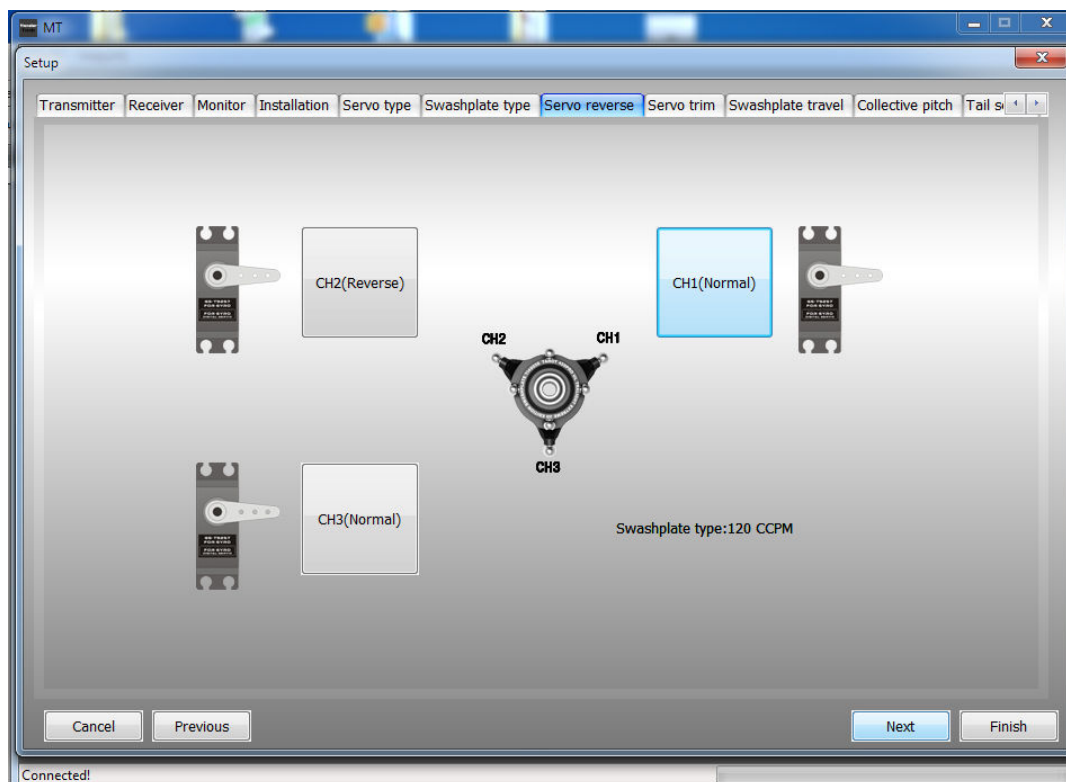 MT
Setup
Transmitter Receiver Monitor Installation Servo type Swashplate type Servo reverse Servo trim Swashplate travel Collective pitch Tail
CH2(Reverse)
CH1(Normal)
CH2
CH1
CH3
CH3(Normal)
Swashplate type:120 CCPM
Cancel Previous Next Finish
Connected!